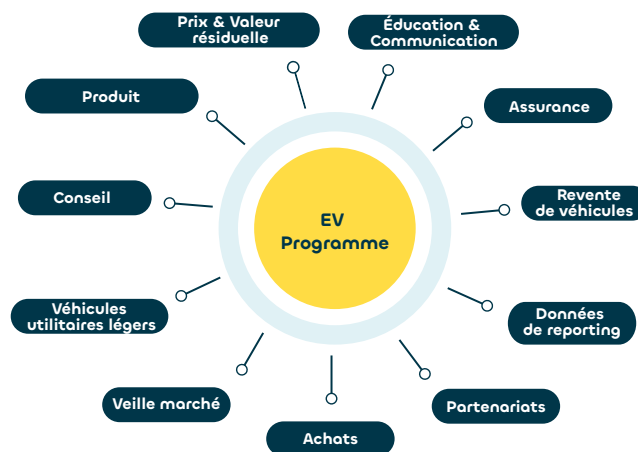 Prix & Valeur
résiduelle
Éducation &
Communication
Produit
Assurance
Conseil
EV
Programme
Revente
de véhicules
Véhicules
utilitaires légers
Données
de reporting
Veille marché
Partenariats
Achats